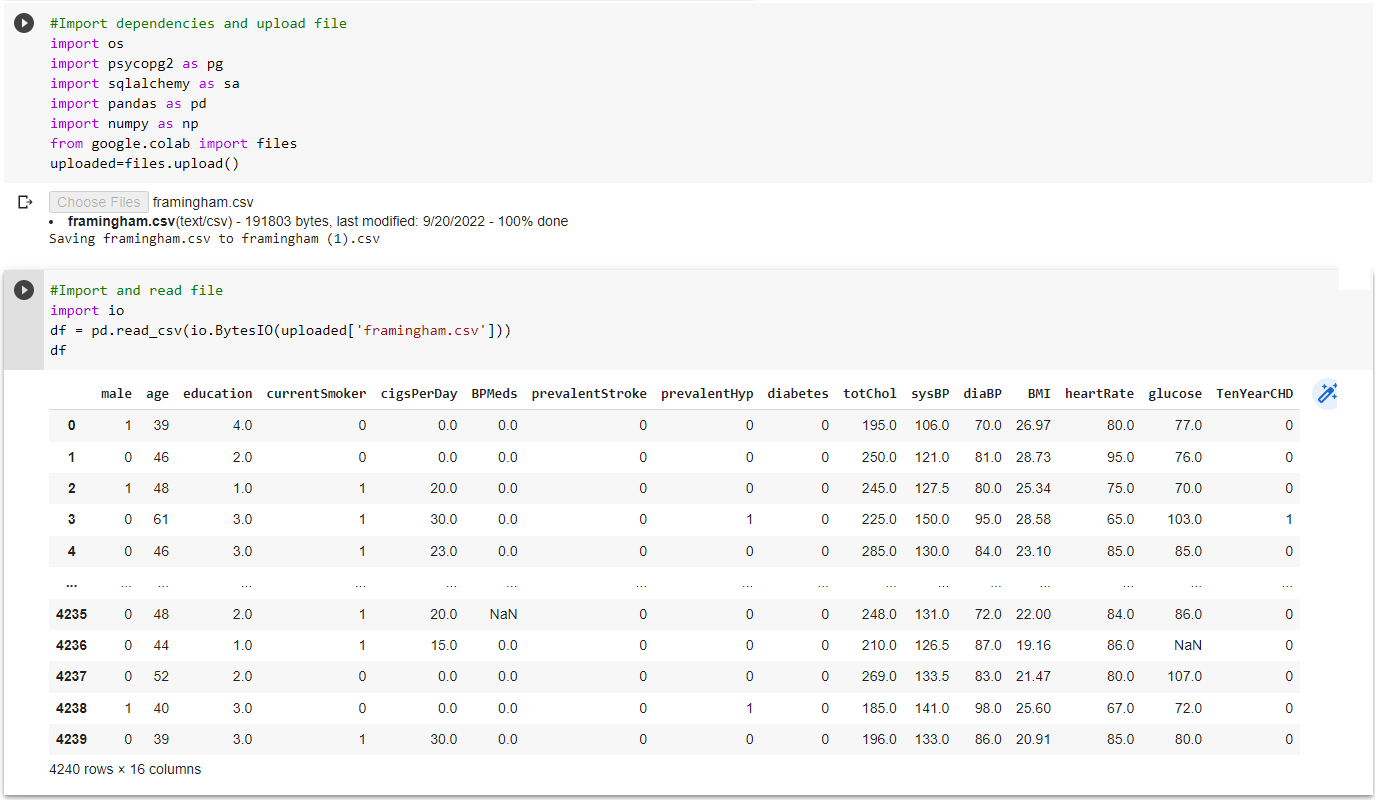 #Import dependencies and upload file
import os
import psycopg2 as pg
import sqlalchemy as sa
import pandas as pd
import numpy as np
from google.colab import files
uploaded=files.upload()
Choose Files framingham.csv
• framingham.csv(text/csv) - 191803 bytes, last modified: 9/20/2022 - 100% done
Saving framingham.csv to framingham (1).csv
#Import and read file
import io
df = pd.read_csv(io.BytesIO(uploaded['framingham.csv']))
df
male age education currentSmoker cigsPerDay BPMeds prevalentStroke prevalentHyp diabetes totChol sysBP diaBP BMI heartRate glucose TenYearCHD
0 1 39 4.0 0 0.0 0.0 0 0 0 195.0 106.0 70.0 26.97 80.0 77.0 0
1 0 46 2.0 0 0.0 0.0 0 0 0 250.0 121.0 81.0 28.73 95.0 76.0 0
2 1 48 1.0 1 20.0 0.0 0 0 0 245.0 127.5 80.0 25.34 75.0 70.0 0
3 0 61 3.0 1 30.0 0.0 0 1 0 225.0 150.0 95.0 28.58 65.0 103.0 1
4 0 46 3.0 1 23.0 0.0 0 0 0 285.0 130.0 84.0 23.10 85.0 85.0 0
... ... ... ... ... ... ... ... ... ... ... ... ... ... ... ... ...
4235 0 48 2.0 1 20.0 NaN 0 0 0 248.0 131.0 72.0 22.00 84.0 86.0 0
4236 0 44 1.0 1 15.0 0.0 0 0 0 210.0 126.5 87.0 19.16 86.0 NaN 0
4237 0 52 2.0 0 0.0 0.0 0 0 0 269.0 133.5 83.0 21.47 80.0 107.0 0
4238 1 40 3.0 0 0.0 0.0 0 1 0 185.0 141.0 98.0 25.60 67.0 72.0 0
4239 0 39 3.0 1 30.0 0.0 0 0 0 196.0 133.0 86.0 20.91 85.0 80.0 0
4240 rows × 16 columns